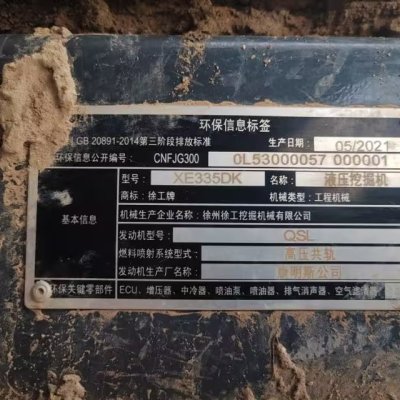 环保信息标签
GB 20891-2014第三阶段排放标准 生产日期: 05/2021
环保信息公开编号: CNFJG300 0L53000057 000001
型号: XE335DK 名称: 液压挖掘机
商标:徐工牌 机械类型:工程机械
基本信息
机械生产企业名称:徐州徐工挖掘机械有限公司
发动机型号: QSL
燃料喷射系统型式: 高压共轨
发动机生产厂名称: 康明斯公司
环保关键零部件 ECU、增压器、中冷器、喷油泵、喷油器、排气消声器、空气滤清器